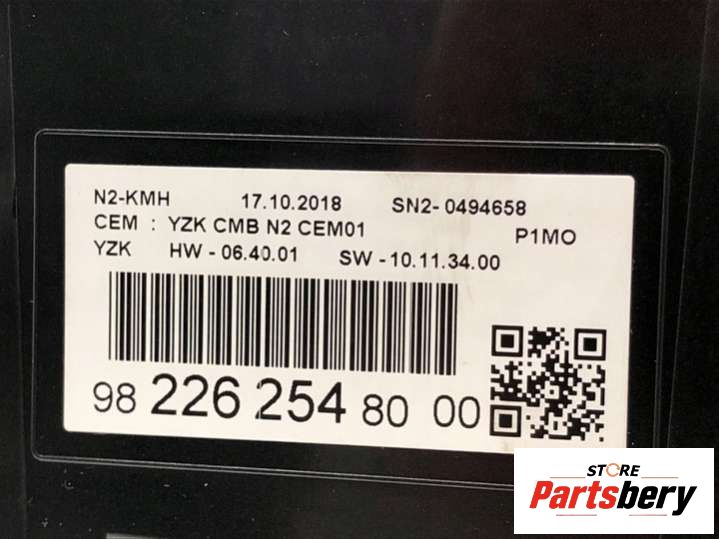 N2-KMH 17.10.2018 SN2- 0494658
CEM : YZK CMB N2 CEM01 P1MO
YZK HW - 06.40.01 SW - 10.11.34.00
98 226 254 80 00
STORE
Partsbery